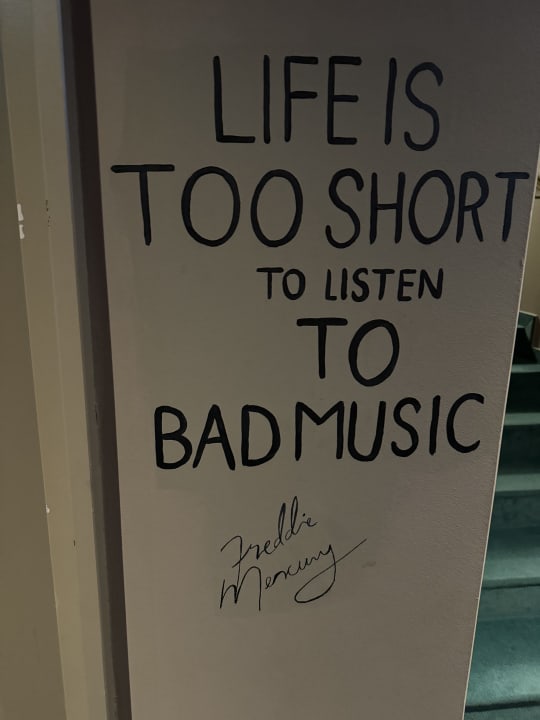 LIFE IS
TOO SHORT
TO LISTEN
TO
BAD MUSIC
Freddie
Mercury